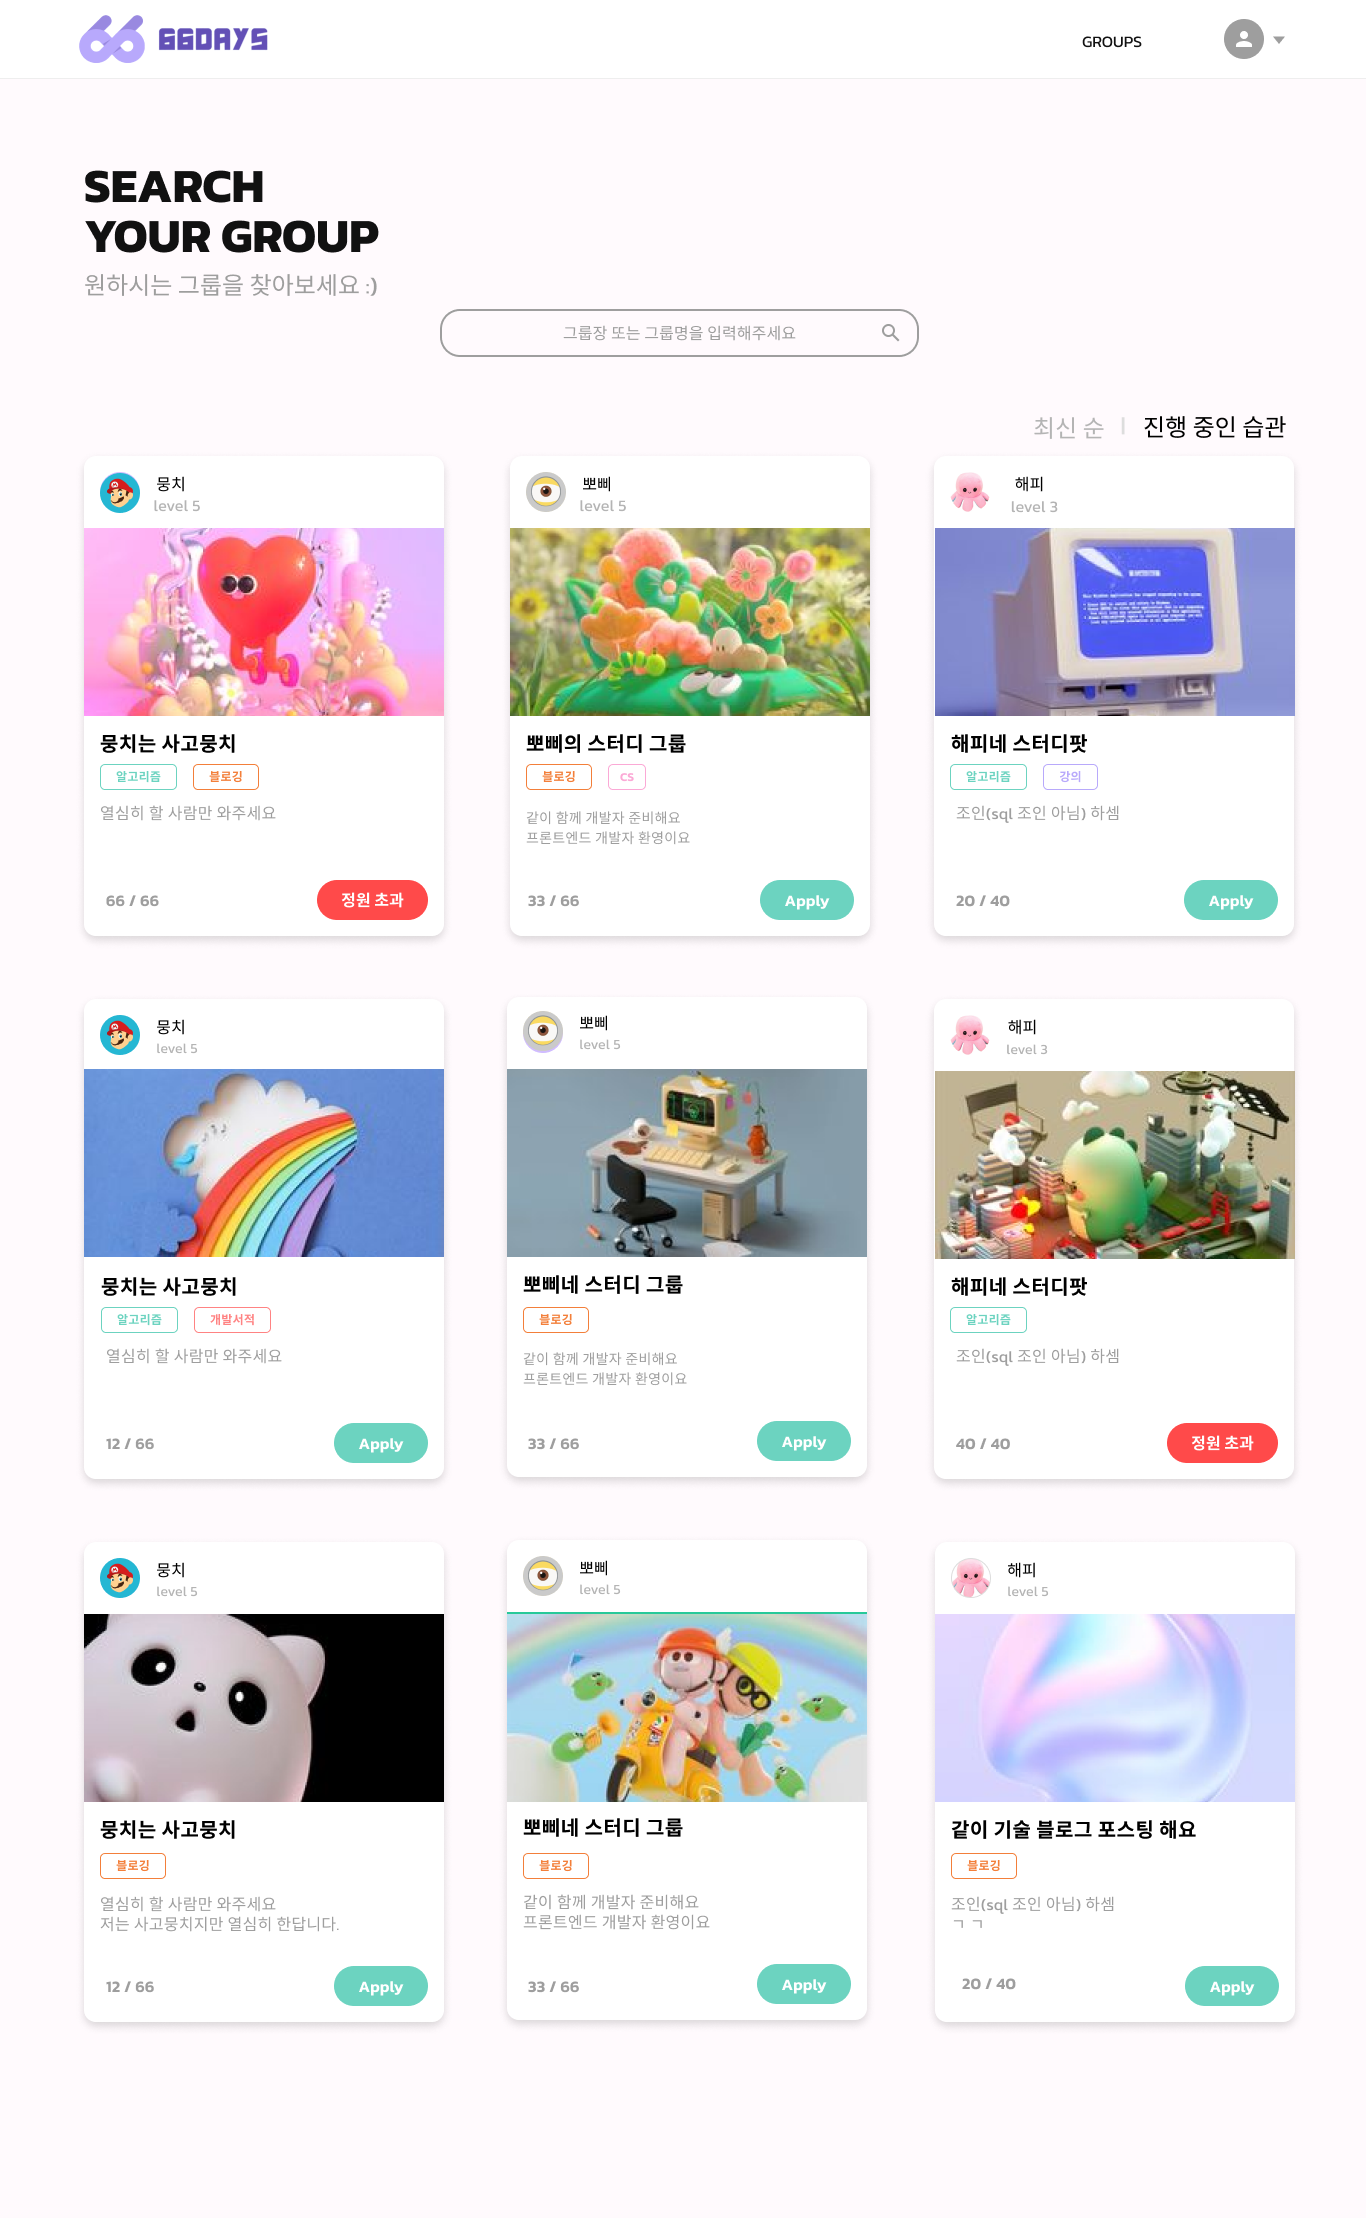 66DAYS
GROUPS
SEARCH
YOUR GROUP
원하시는 그룹을 찾아보세요 :)
그룹장 또는 그룹명을 입력해주세요
최신 순 | 진행 중인 습관
뭉치
level 5
뭉치는 사고뭉치
알고리즘 블로깅
열심히 할 사람만 와주세요
66 / 66
정원 초과
뽀삐
level 5
뽀삐의 스터디 그룹
블로깅 CS
같이 함께 개발자 준비해요
프론트엔드 개발자 환영이요
33 / 66
Apply
해피
level 3
해피네 스터디팟
알고리즘 강의
조인(sql 조인 아님) 하셈
20 / 40
Apply
뭉치
level 5
뭉치는 사고뭉치
알고리즘 개발서적
열심히 할 사람만 와주세요
12 / 66
Apply
뽀삐
level 5
뽀삐네 스터디 그룹
블로깅
같이 함께 개발자 준비해요
프론트엔드 개발자 환영이요
33 / 66
Apply
해피
level 3
해피네 스터디팟
알고리즘
조인(sql 조인 아님) 하셈
40 / 40
정원 초과
뭉치
level 5
뭉치는 사고뭉치
블로깅
열심히 할 사람만 와주세요
저는 사고뭉치지만 열심히 한답니다.
12 / 66
Apply
뽀삐
level 5
뽀삐네 스터디 그룹
블로깅
같이 함께 개발자 준비해요
프론트엔드 개발자 환영이요
33 / 66
Apply
해피
level 5
같이 기술 블로그 포스팅 해요
블로깅
조인(sql 조인 아님) 하셈
ㄱ ㄱ
20 / 40
Apply